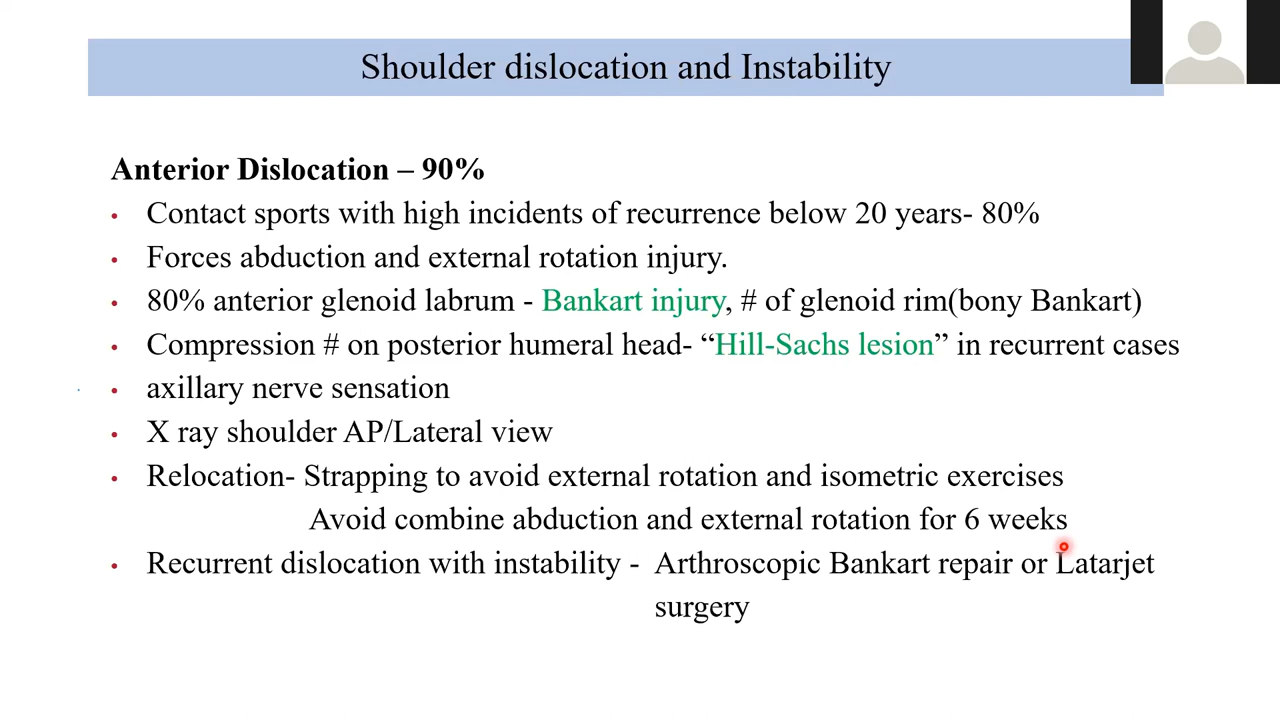 Shoulder dislocation and Instability
Anterior Dislocation – 90%
• Contact sports with high incidents of recurrence below 20 years- 80%
• Forces abduction and external rotation injury.
• 80% anterior glenoid labrum - Bankart injury, # of glenoid rim(bony Bankart)
• Compression # on posterior humeral head- “Hill-Sachs lesion” in recurrent cases
• axillary nerve sensation
• X ray shoulder AP/Lateral view
• Relocation- Strapping to avoid external rotation and isometric exercises
Avoid combine abduction and external rotation for 6 weeks
• Recurrent dislocation with instability - Arthroscopic Bankart repair or Latarjet
surgery